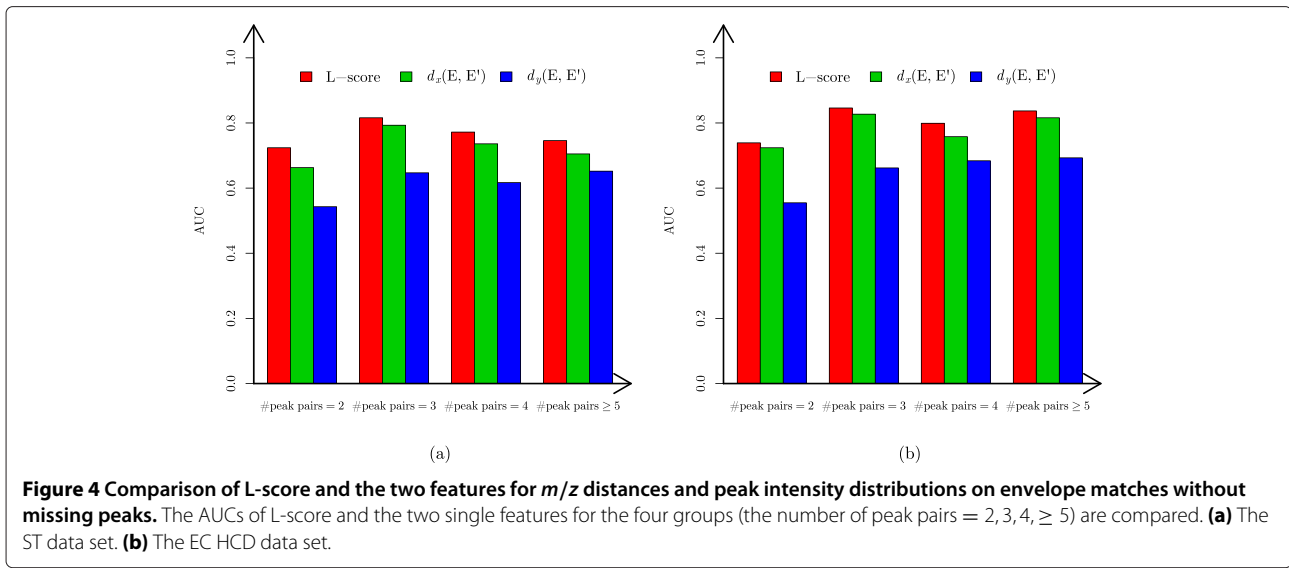 1.0
0.8
0.6
0.4
0.2
0.0
AUC
L−score dx(E, E') dy(E, E')
#peak pairs = 2 #peak pairs = 3 #peak pairs = 4 #peak pairs ≥ 5
(a)
1.0
0.8
0.6
0.4
0.2
0.0
AUC
L−score dx(E, E') dy(E, E')
#peak pairs = 2 #peak pairs = 3 #peak pairs = 4 #peak pairs ≥ 5
(b)
Figure 4 Comparison of L-score and the two features for m/z distances and peak intensity distributions on envelope matches without
missing peaks. The AUCs of L-score and the two single features for the four groups (the number of peak pairs = 2, 3, 4, ≥ 5) are compared. (a) The
ST data set. (b) The EC HCD data set.